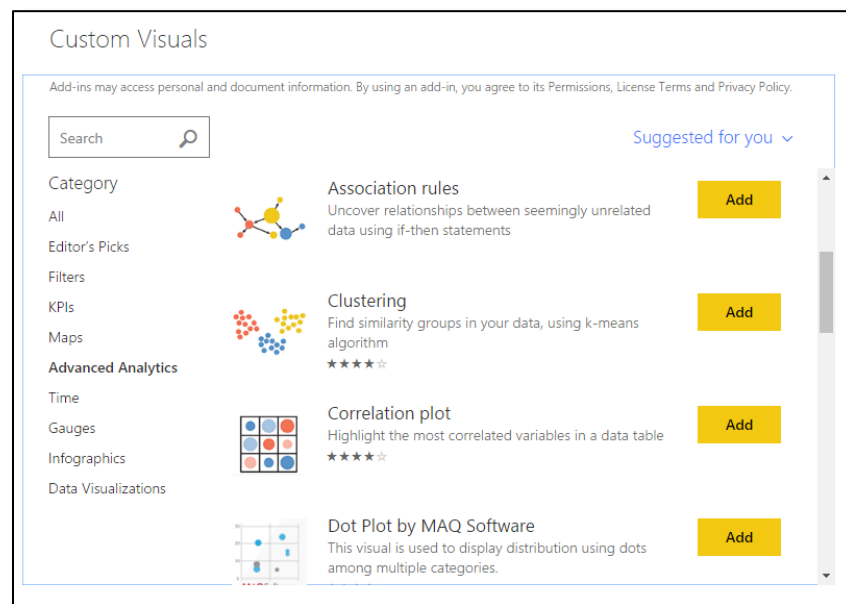 Custom Visuals
Add-ins may access personal and document information. By using an add-in, you agree to its Permissions, License Terms and Privacy Policy.
Search
Suggested for you
Category
All
Editor's Picks
Filters
KPIs
Maps
Advanced Analytics
Time
Gauges
Infographics
Data Visualizations
Association rules
Uncover relationships between seemingly unrelated
data using if-then statements
Add
Clustering
Find similarity groups in your data, using k-means
algorithm
★★★★☆
Add
Correlation plot
Highlight the most correlated variables in a data table
★★★★☆
Add
Dot Plot by MAQ Software
This visual is used to display distribution using dots
among multiple categories.
Add